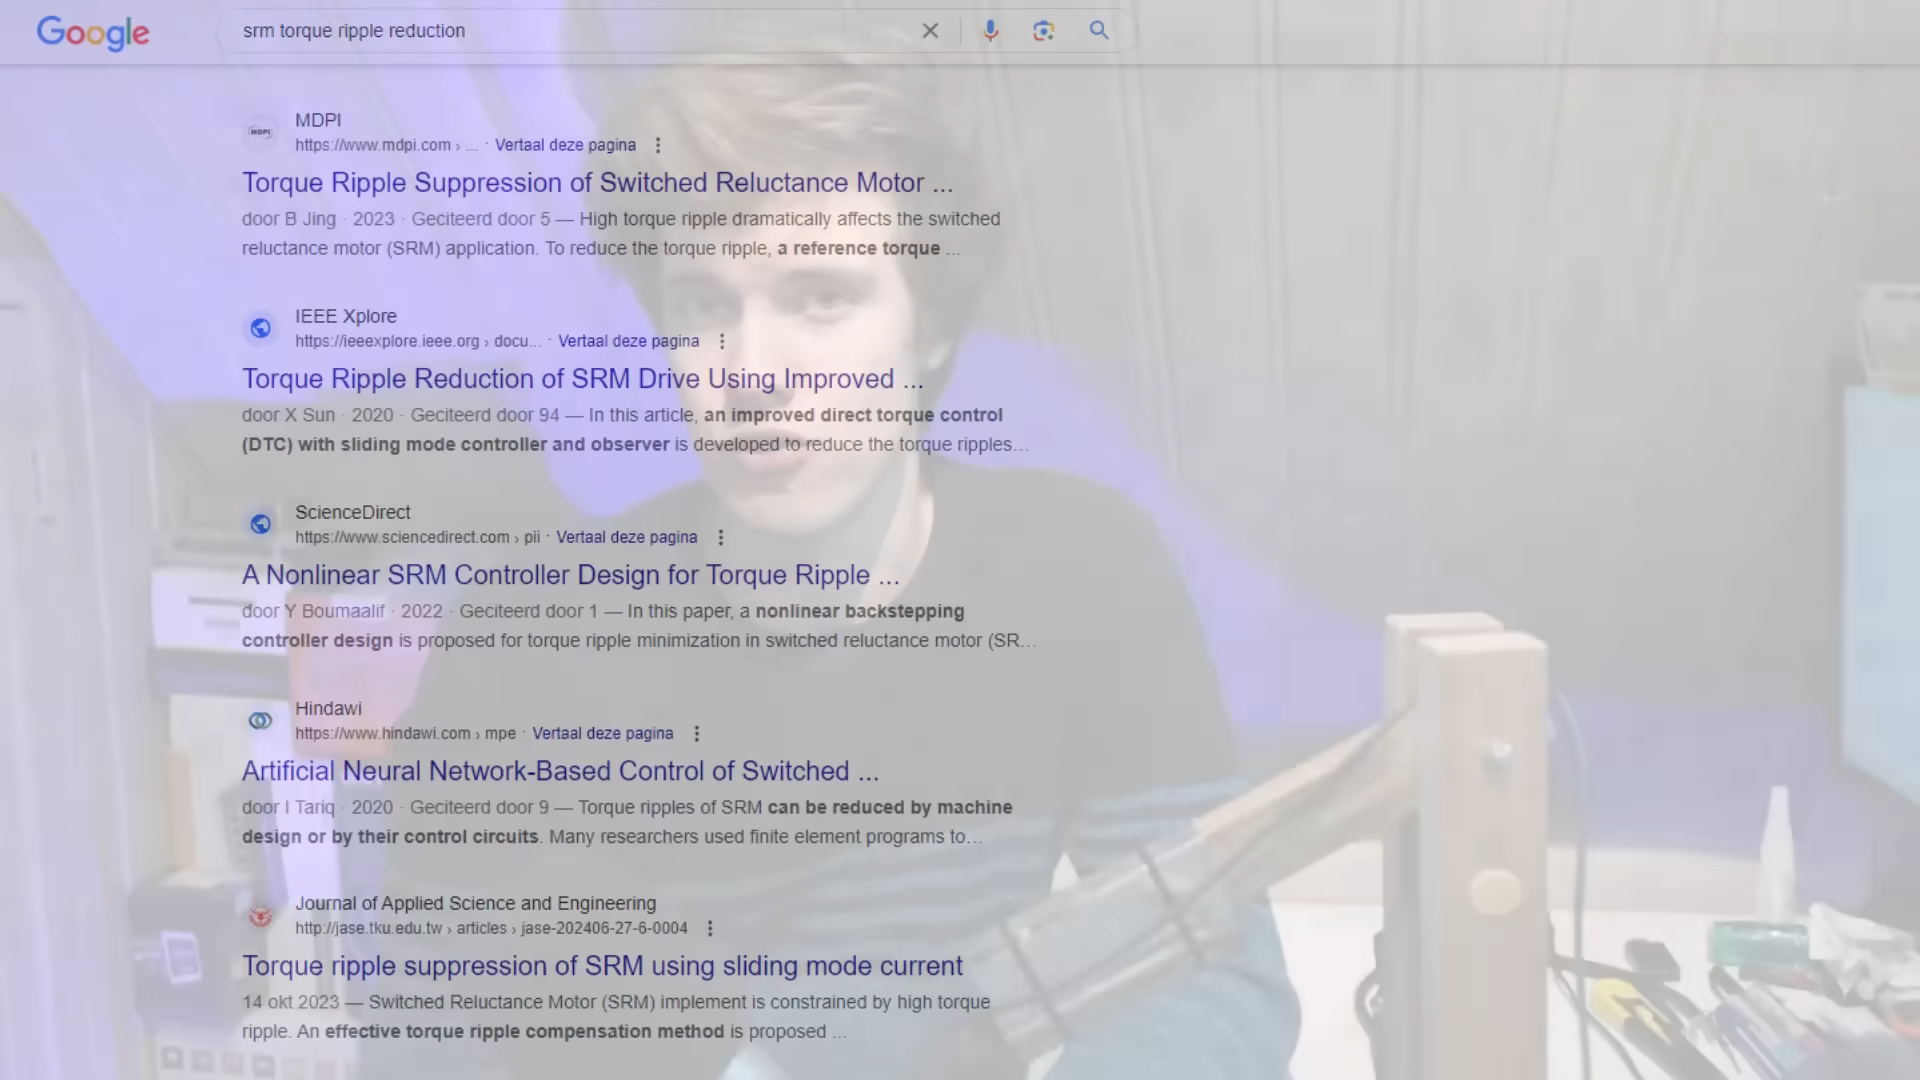 Google
srm torque ripple reduction
MDPI
MDPI
https://www.mdpi.com › ... · Vertaal deze pagina
Torque Ripple Suppression of Switched Reluctance Motor ...
door B Jing · 2023 · Geciteerd door 5 — High torque ripple dramatically affects the switched
reluctance motor (SRM) application. To reduce the torque ripple, a reference torque ...
IEEE Xplore
https://ieeexplore.ieee.org › docu... · Vertaal deze pagina
Torque Ripple Reduction of SRM Drive Using Improved ...
door X Sun · 2020 · Geciteerd door 94 — In this article, an improved direct torque control
(DTC) with sliding mode controller and observer is developed to reduce the torque ripples...
ScienceDirect
https://www.sciencedirect.com › pii · Vertaal deze pagina
A Nonlinear SRM Controller Design for Torque Ripple ...
door Y Boumaalif · 2022 · Geciteerd door 1 — In this paper, a nonlinear backstepping
controller design is proposed for torque ripple minimization in switched reluctance motor (SR...
Hindawi
https://www.hindawi.com › mpe · Vertaal deze pagina
Artificial Neural Network-Based Control of Switched ...
door I Tariq · 2020 · Geciteerd door 9 — Torque ripples of SRM can be reduced by machine
design or by their control circuits. Many researchers used finite element programs to...
Journal of Applied Science and Engineering
http://jase.tku.edu.tw › articles › jase-202406-27-6-0004
Torque ripple suppression of SRM using sliding mode current
14 okt 2023 — Switched Reluctance Motor (SRM) implement is constrained by high torque
ripple. An effective torque ripple compensation method is proposed ...